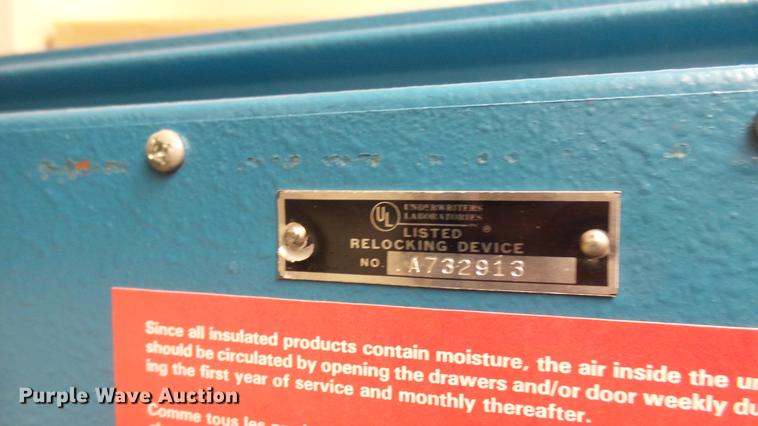 UL
UNDERWRITERS
LABORATORIES
INC ®
LISTED
RELOCKING DEVICE
NO. A732913
Since all insulated products contain moisture, the air inside the
should be circulated by opening the drawers and/or door weekly
ing the first year of service and monthly thereafter.
Comme tous les
Purple Wave Auction